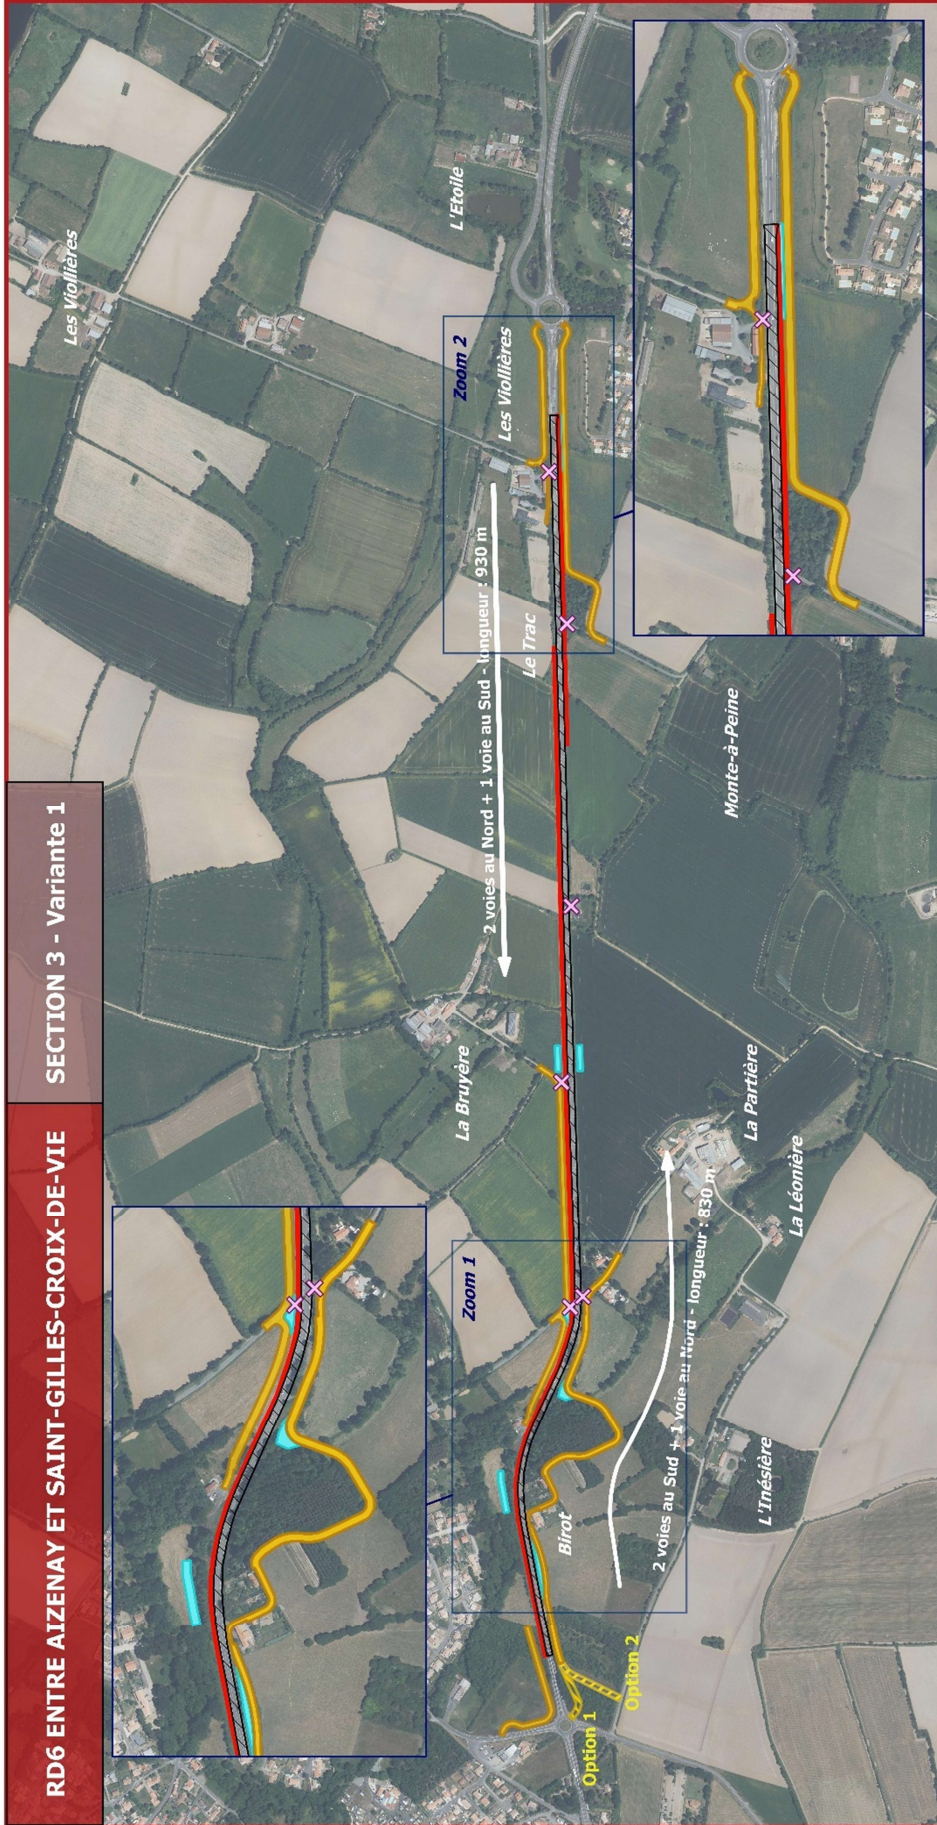 RD6 ENTRE AIZENAY ET SAINT-GILLES-CROIX-DE-VIE
SECTION 3 - Variante 1
Les Viollières
L'Etoile
Zoom 2
Les Viollières
2 voies au Nord + 1 voie au Sud - longueur : 930 m
Le Trac
Monte-à-Peine
La Bruyère
La Partière
La Léonière
Zoom 1
2 voies au Sud + 1 voie au Nord - longueur : 830 m
L'Inésière
Birot
Option 2
Option 1